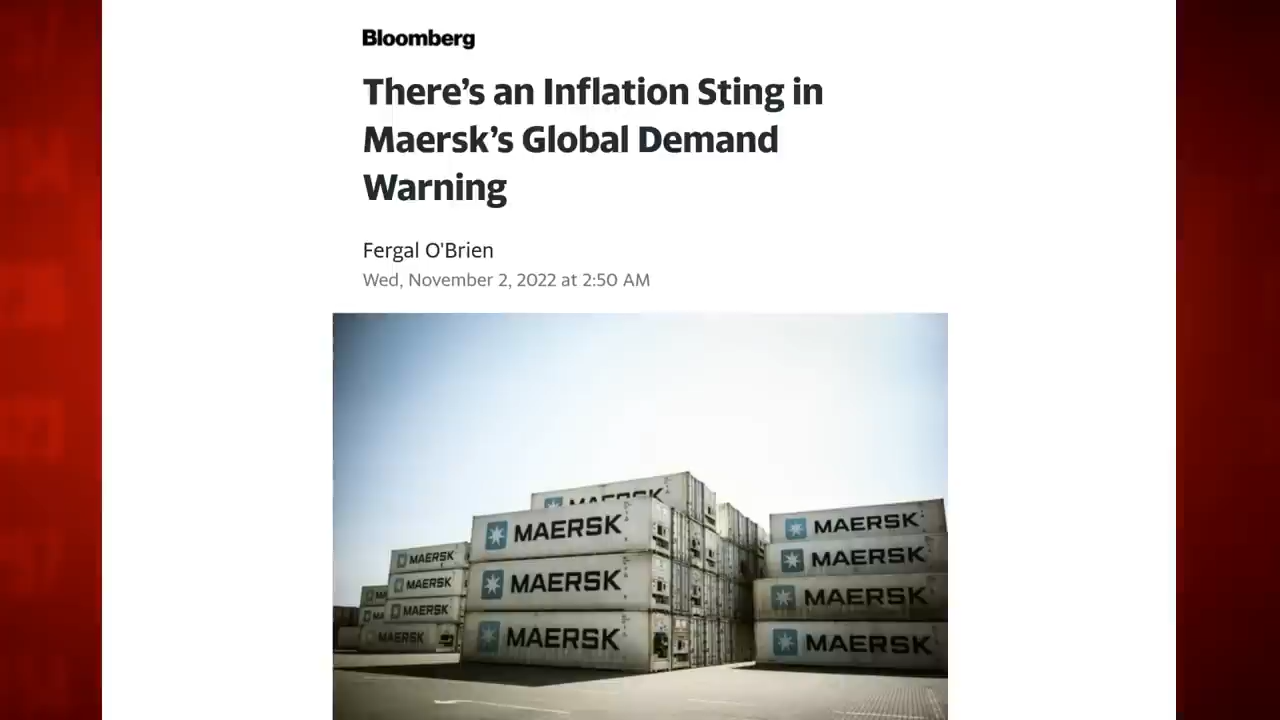 Bloomberg
There's an Inflation Sting in
Maersk's Global Demand
Warning
Fergal O'Brien
Wed, November 2, 2022 at 2:50 AM
MAERSK
MAERSK
MAERSK
MAERSK
MAERSK
MAERSK
MAERSK
MAERSK
MAERSK
MAERSK
MAERSK
MAERSK